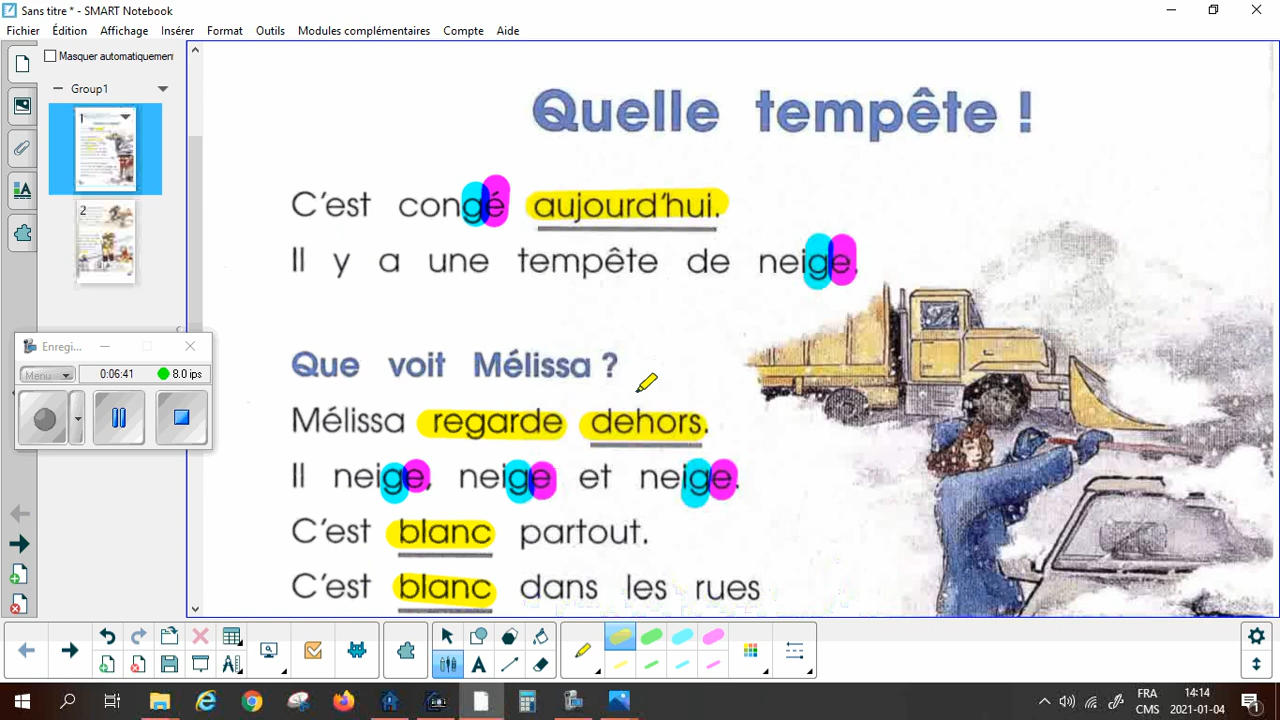 Sans titre * - SMART Notebook
Fichier Édition Affichage Insérer Format Outils Modules complémentaires Compte Aide
Masquer automatiquement
Group1
1
2
Quelle tempête !
C'est congé aujourd'hui.
Il y a une tempête de neige.
Enregi...
Menu
0:06:41
8.0 ips
Que voit Mélissa ?
Mélissa regarde dehors.
Il neige, neige et neige.
C'est blanc partout.
C'est blanc dans les rues
FRA
CMS
14:14
2021-01-04
1